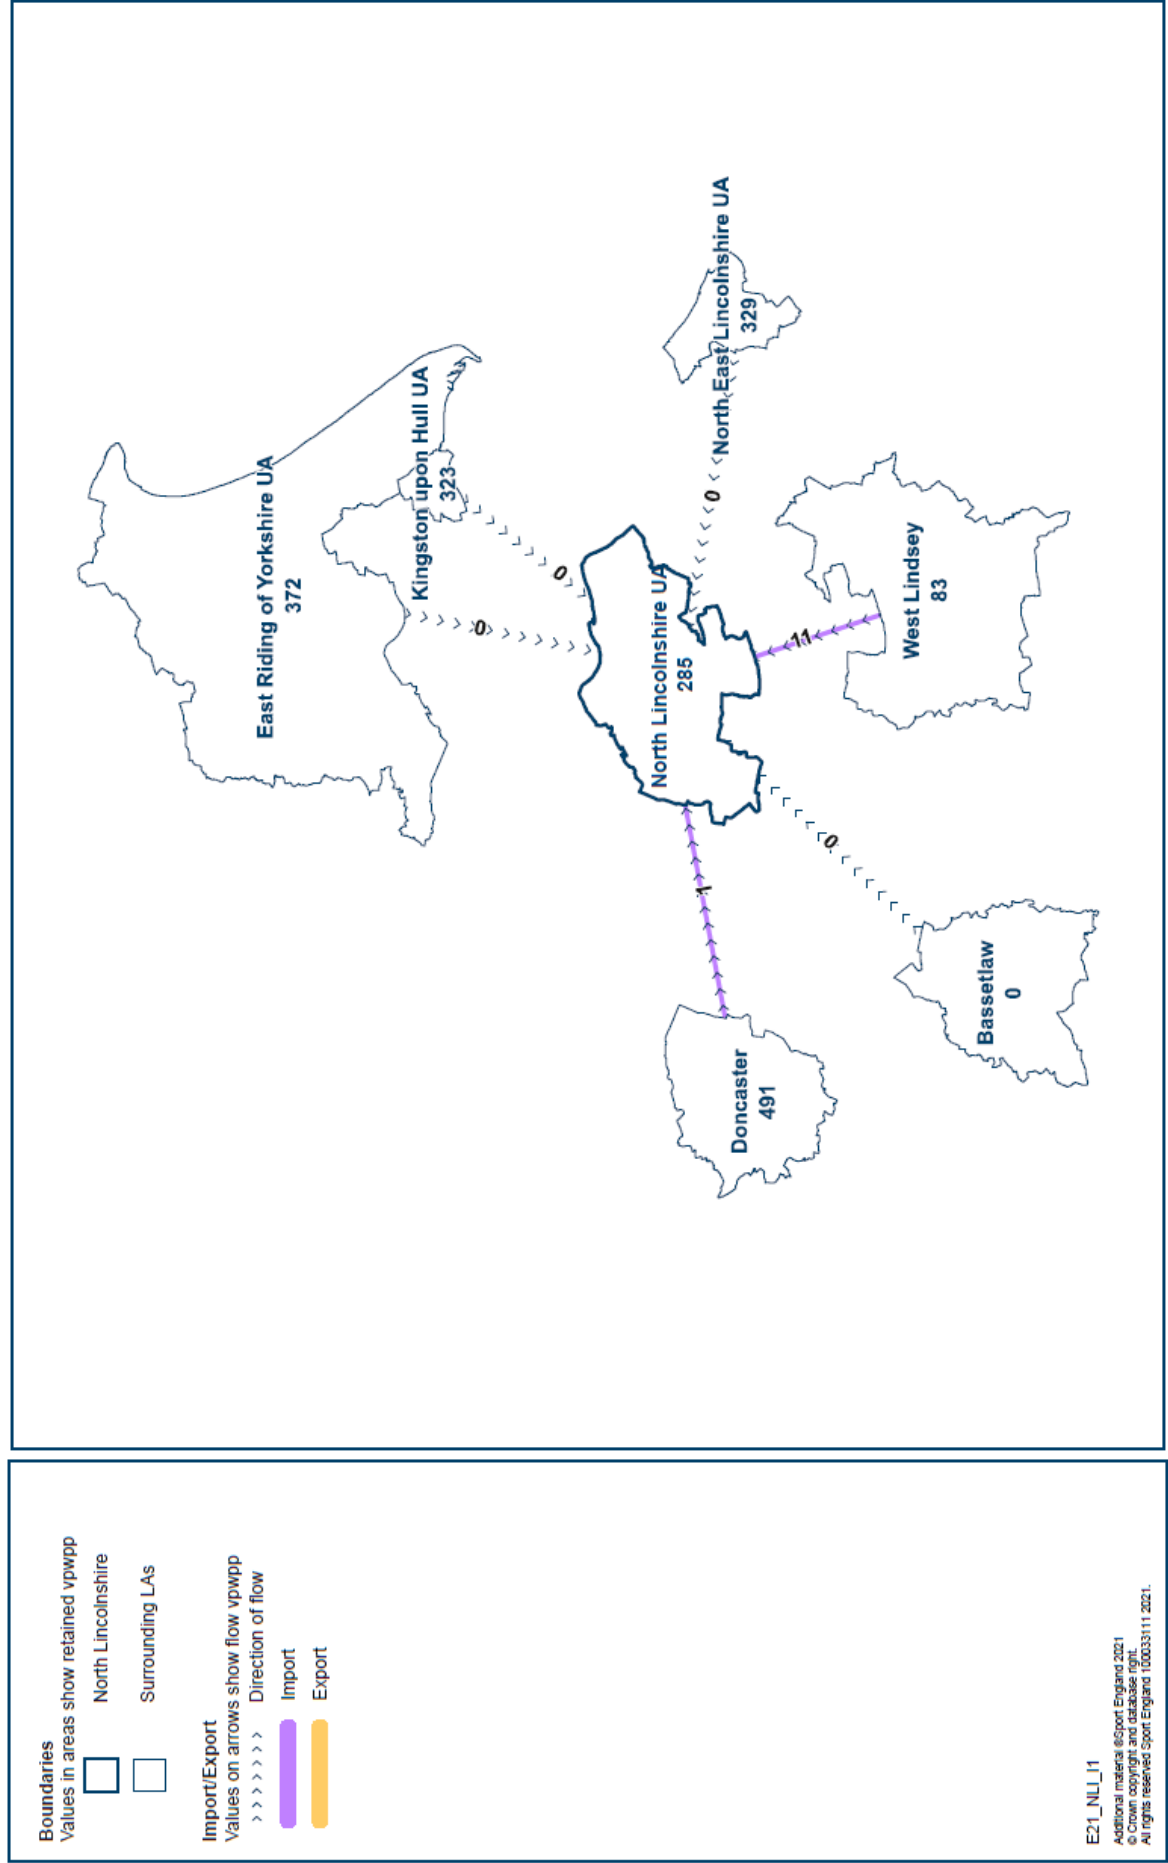 Boundaries
Values in areas show retained vpwpp
North Lincolnshire
Surrounding LAs
Import/Export
Values on arrows show flow vpwpp
Direction of flow
Import
Export
E21_NLI_I1
Additional material ©Sport England 2021
© Crown copyright and database right.
All rights reserved Sport England 100033111 2021.
East Riding of Yorkshire UA
372
Kingston upon Hull UA
323
0
0
North Lincolnshire UA
285
North East Lincolnshire UA
329
0
Doncaster
491
1
11
West Lindsey
83
0
Bassetlaw
0